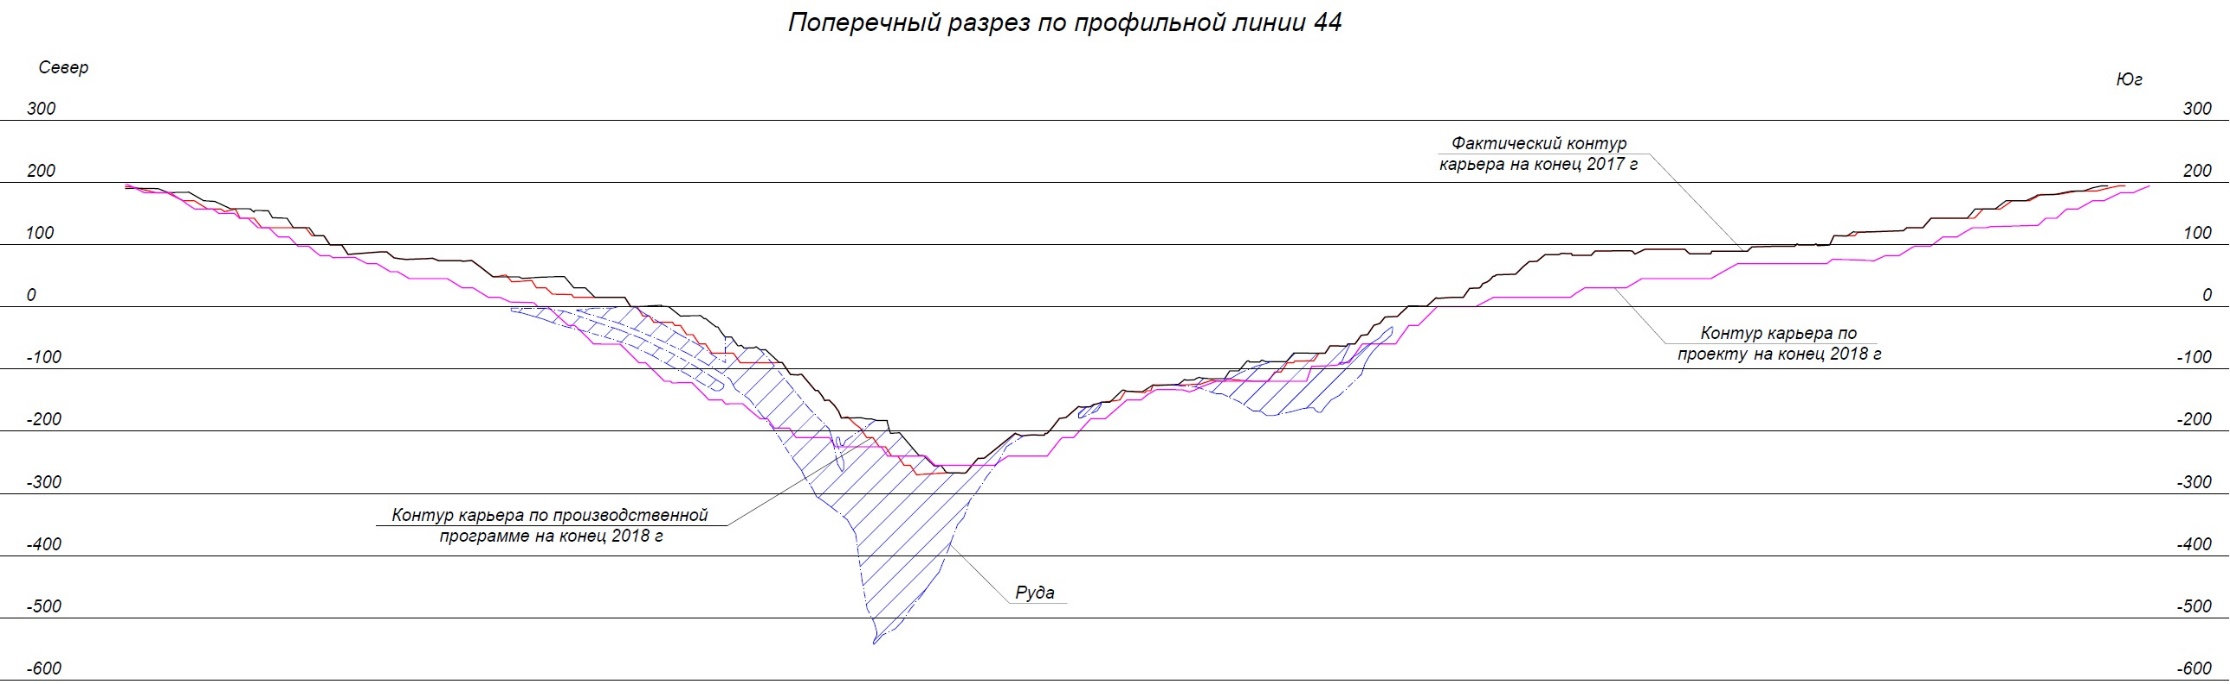 Поперечный разрез по профильной линии 44
Север
Юг
300
300
Фактический контур
карьера на конец 2017 г
200
200
100
100
0
0
Контур карьера по
проекту на конец 2018 г
-100
-100
-200
-200
-300
-300
Контур карьера по производственной
программе на конец 2018 г
-400
-400
Руда
-500
-500
-600
-600